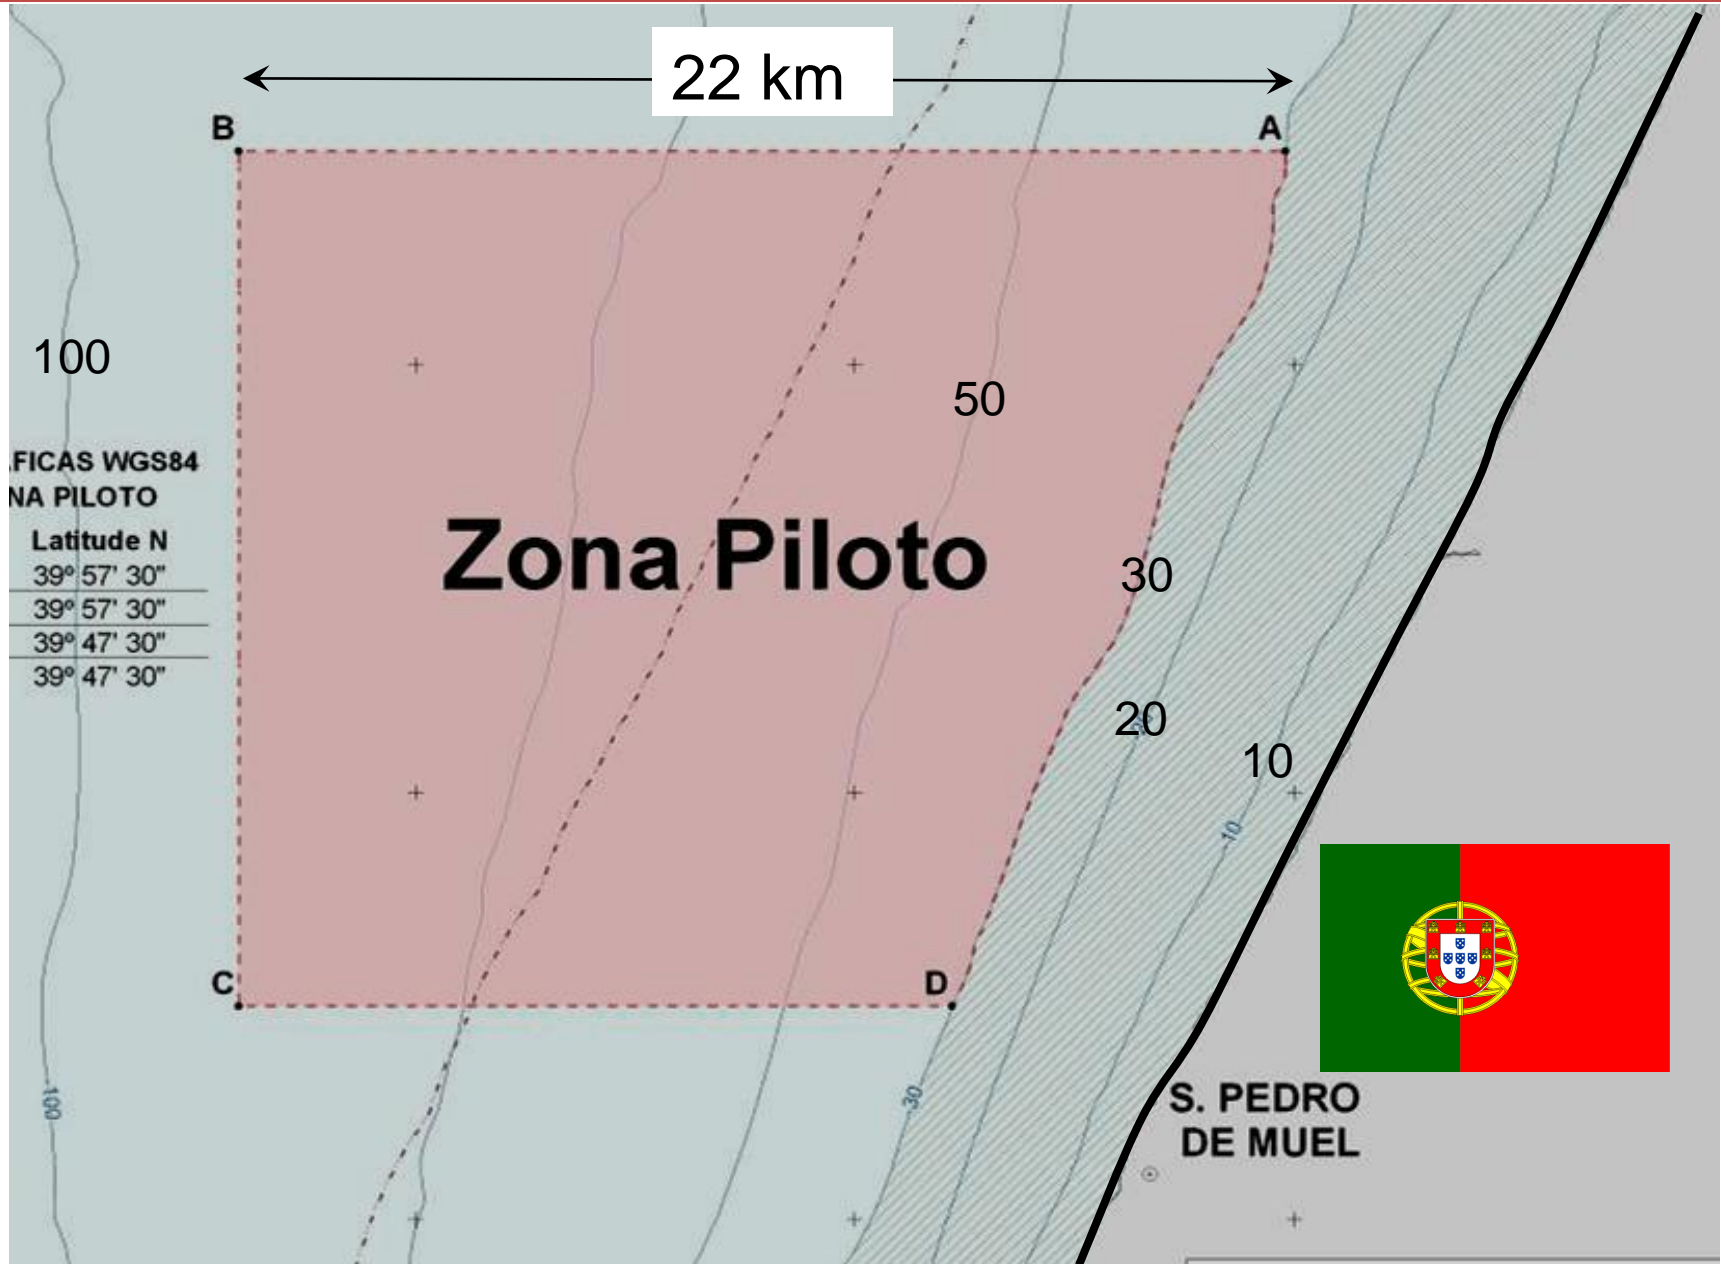 22 km
B
A
100
50
.FICAS WGS84
NA PILOTO
Latitude N
39º 57' 30"
39º 57' 30"
39º 47' 30"
39º 47' 30"
Zona Piloto
30
20
10
-10
C
D
100
-30
S. PEDRO
DE MUEL